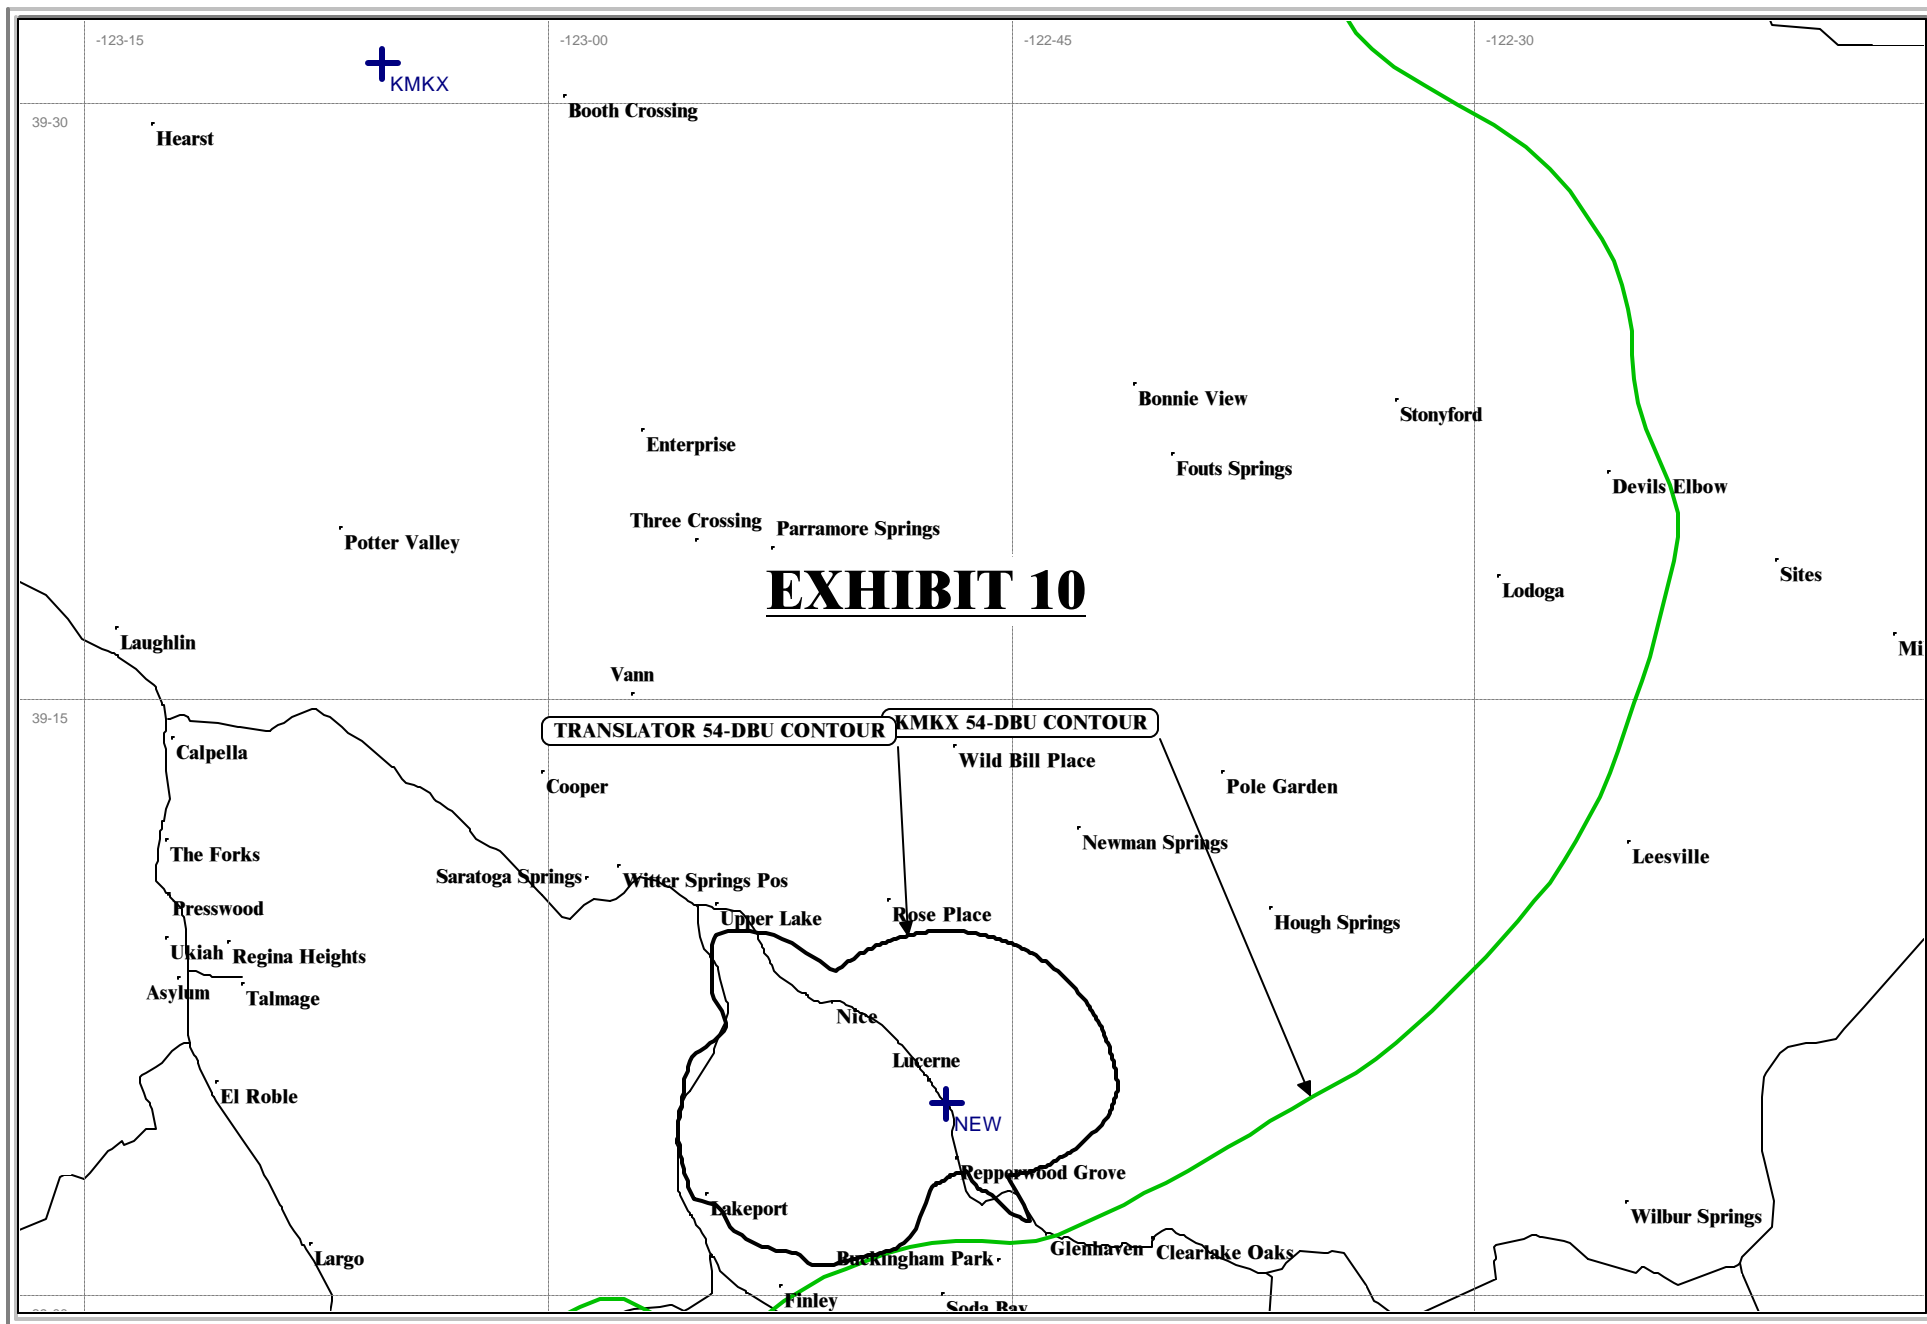 -123-15
-123-00
-122-45
-122-30
KMKX
Booth Crossing
39-30
Hearst
Bonnie View
Stonyford
Enterprise
Fouts Springs
Devils Elbow
Three Crossing
Parramore Springs
Potter Valley
Sites
EXHIBIT 10
Lodoga
Laughlin
Mi
Vann
39-15
TRANSLATOR 54-DBU CONTOUR
KMKX 54-DBU CONTOUR
Calpella
Wild Bill Place
Cooper
Pole Garden
Newman Springs
The Forks
Leesville
Saratoga Springs
Witter Springs Pos
Presswood
Upper Lake
Rose Place
Hough Springs
Ukiah
Regina Heights
Asylum
Talmage
Nice
Lucerne
El Roble
NEW
Pepperwood Grove
Lakeport
Wilbur Springs
Largo
Buckingham Park
Glenhaven
Clearlake Oaks
Finley
Soda Bay